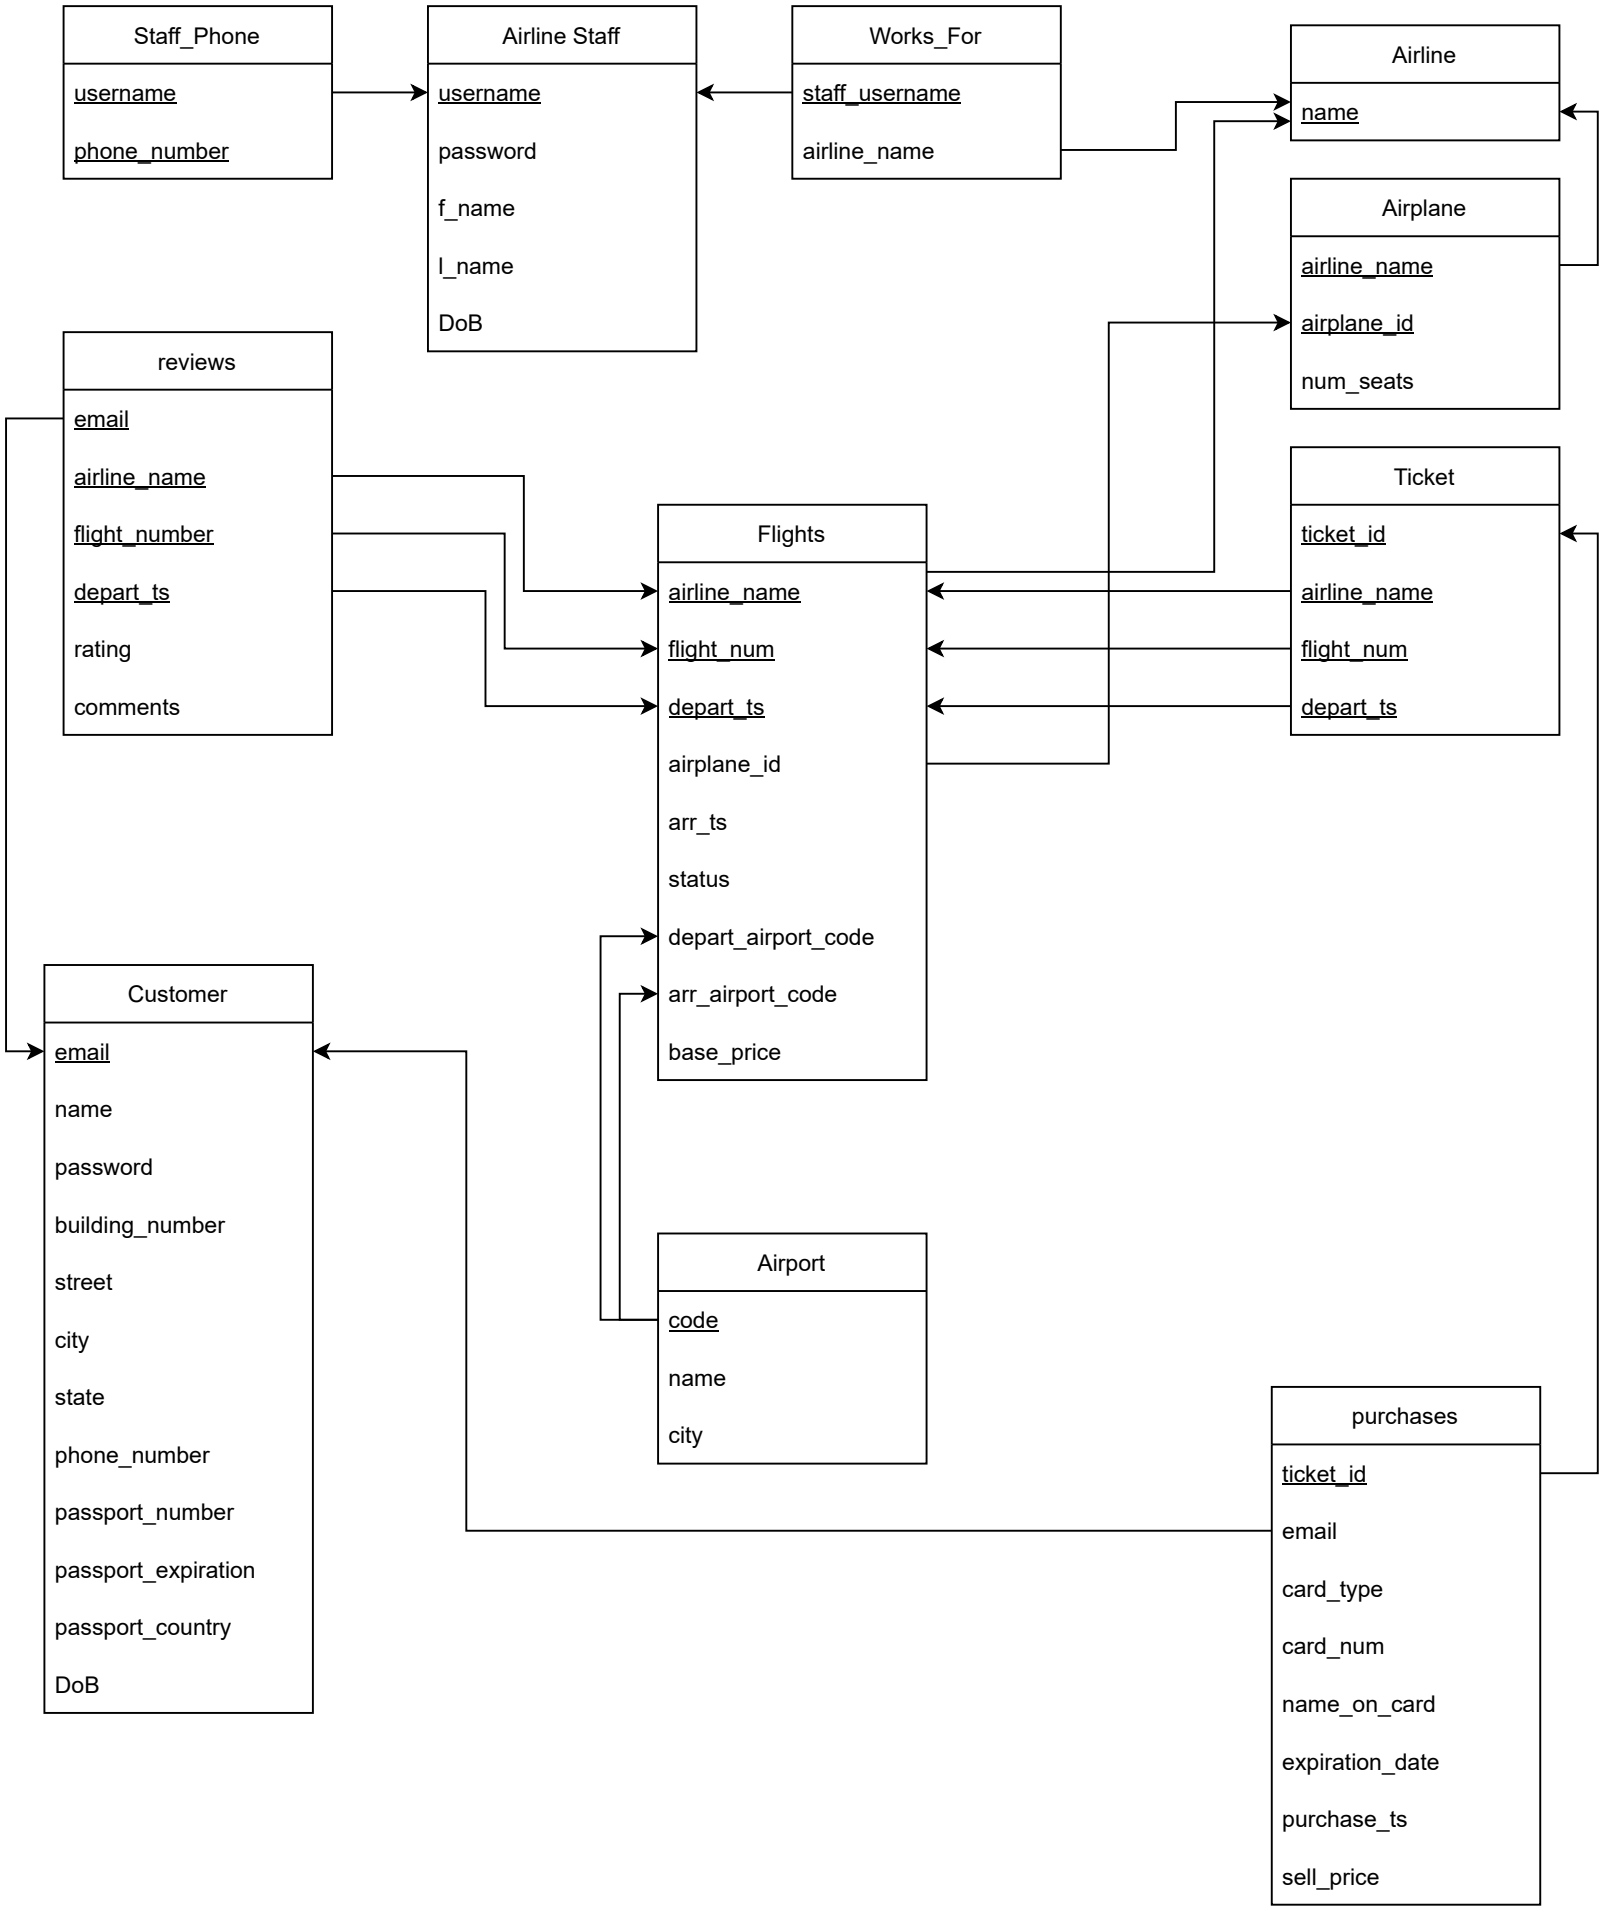 Staff_Phone
username
phone_number
Airline Staff
username
password
f_name
l_name
DoB
Works_For
staff_username
airline_name
Airline
name
Airplane
airline_name
airplane_id
num_seats
reviews
email
airline_name
flight_number
depart_ts
rating
comments
Flights
airline_name
flight_num
depart_ts
airplane_id
arr_ts
status
depart_airport_code
arr_airport_code
base_price
Ticket
ticket_id
airline_name
flight_num
depart_ts
Customer
email
name
password
building_number
street
city
state
phone_number
passport_number
passport_expiration
passport_country
DoB
Airport
code
name
city
purchases
ticket_id
email
card_type
card_num
name_on_card
expiration_date
purchase_ts
sell_price